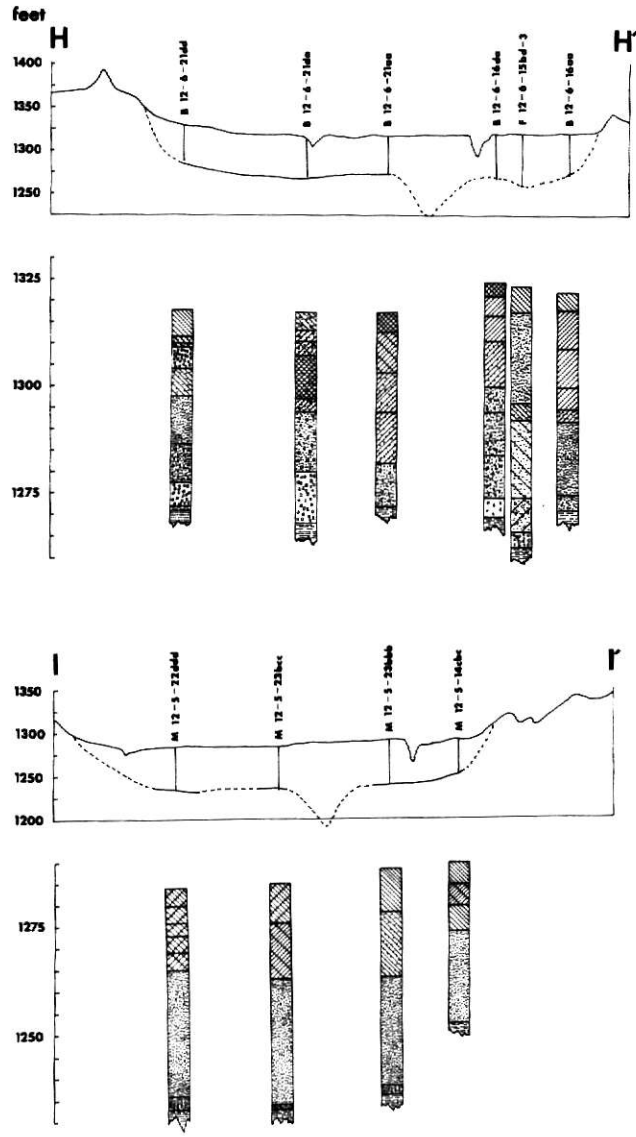 feet
H H'
B 12-6-21dd
B 12-6-21da
B 12-6-21aa
B 12-6-16da
F 12-6-15bd-3
B 12-6-16aa
1400
1350
1300
1250
1325
1300
1275
I I'
M 12-5-22ddd
M 12-5-23bcc
M 12-5-23bbb
M 12-5-14cbc
1350
1300
1250
1200
1275
1250